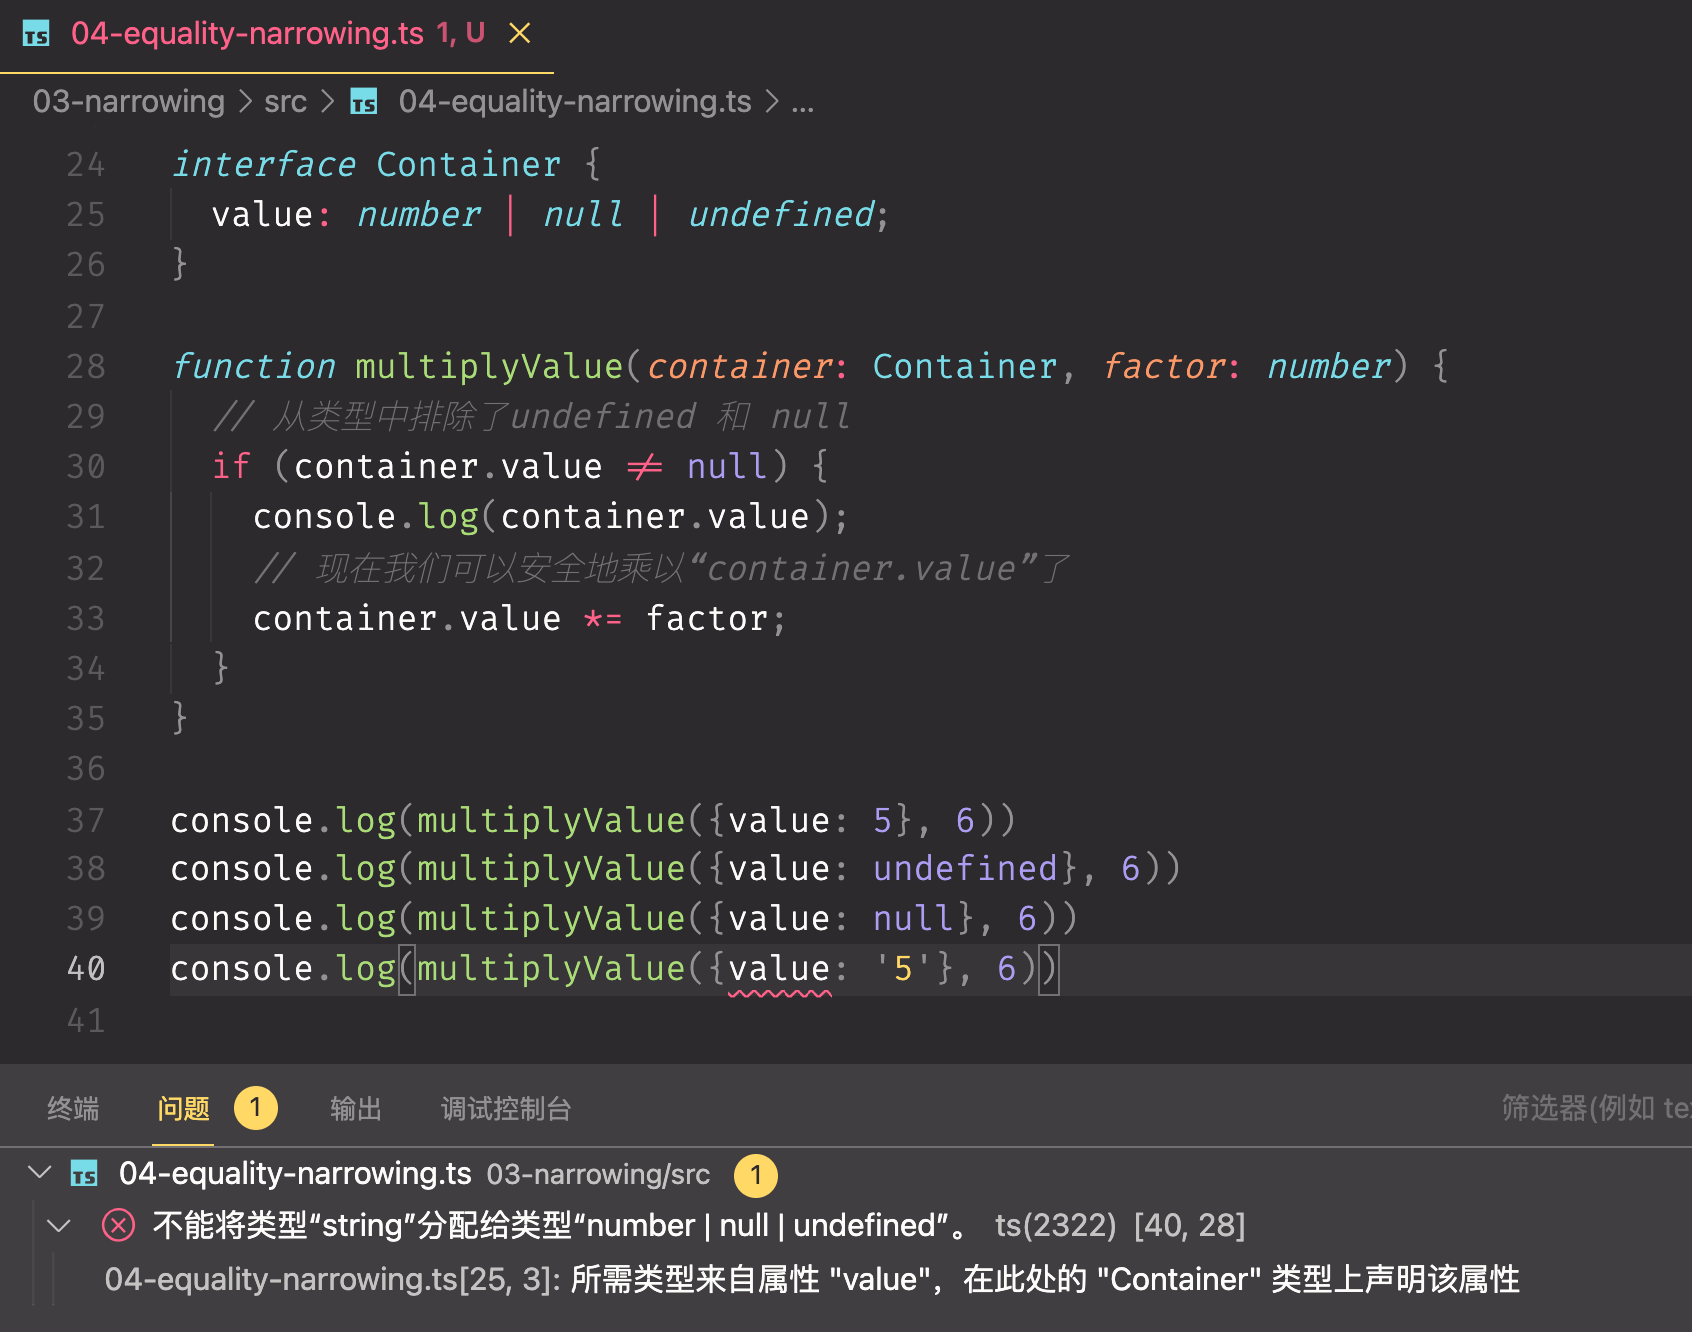 TS 04-equality-narrowing.ts 1, U
03-narrowing > src > TS 04-equality-narrowing.ts > ...
24 interface Container {
25 value: number | null | undefined;
26 }
27
28 function multiplyValue(container: Container, factor: number) {
29 // 从类型中排除了undefined 和 null
30 if (container.value != null) {
31 console.log(container.value);
32 // 现在我们可以安全地乘以“container.value”了
33 container.value *= factor;
34 }
35 }
36
37 console.log(multiplyValue({value: 5}, 6))
38 console.log(multiplyValue({value: undefined}, 6))
39 console.log(multiplyValue({value: null}, 6))
40 console.log(multiplyValue({value: '5'}, 6))
41
终端 问题 1 输出 调试控制台 筛选器(例如 te
TS 04-equality-narrowing.ts 03-narrowing/src 1
不能将类型“string”分配给类型“number | null | undefined”。 ts(2322) [40, 28]
04-equality-narrowing.ts[25, 3]: 所需类型来自属性 "value"，在此处的 "Container" 类型上声明该属性